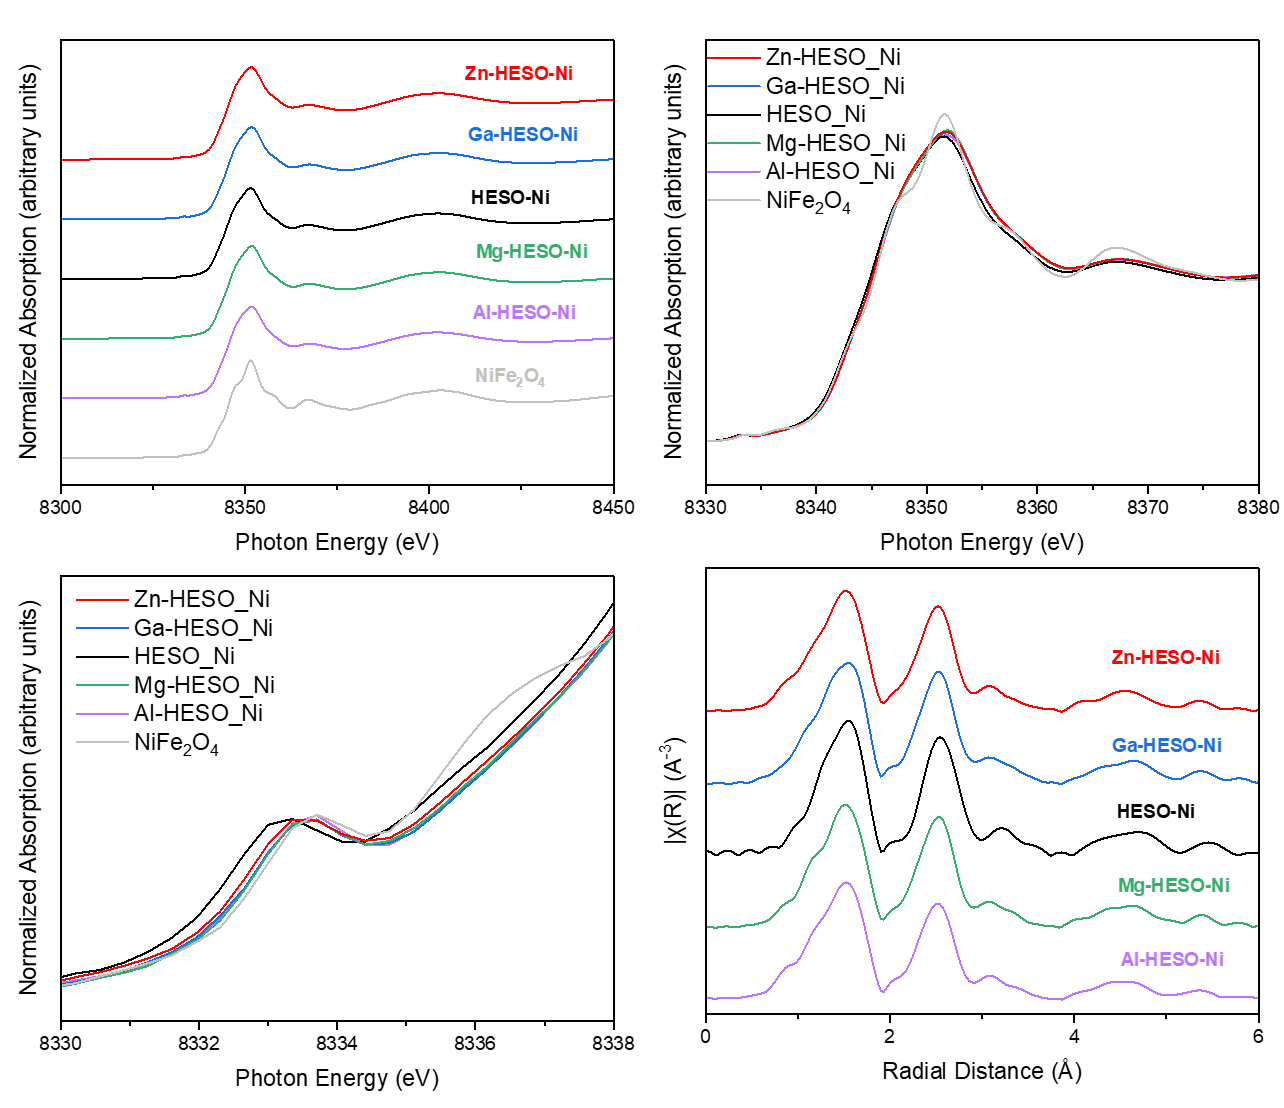 Normalized Absorption (arbitrary units)
Zn-HESO-Ni
Ga-HESO-Ni
HESO-Ni
Mg-HESO-Ni
Al-HESO-Ni
NiFe₂O₄
8300 8350 8400 8450
Photon Energy (eV)
Normalized Absorption (arbitrary units)
Zn-HESO_Ni
Ga-HESO_Ni
HESO_Ni
Mg-HESO_Ni
Al-HESO_Ni
NiFe₂O₄
8330 8340 8350 8360 8370 8380
Photon Energy (eV)
Normalized Absorption (arbitrary units)
Zn-HESO_Ni
Ga-HESO_Ni
HESO_Ni
Mg-HESO_Ni
Al-HESO_Ni
NiFe₂O₄
8330 8332 8334 8336 8338
Photon Energy (eV)
|χ(R)| (A⁻³)
Zn-HESO-Ni
Ga-HESO-Ni
HESO-Ni
Mg-HESO-Ni
Al-HESO-Ni
0 2 4 6
Radial Distance (Å)